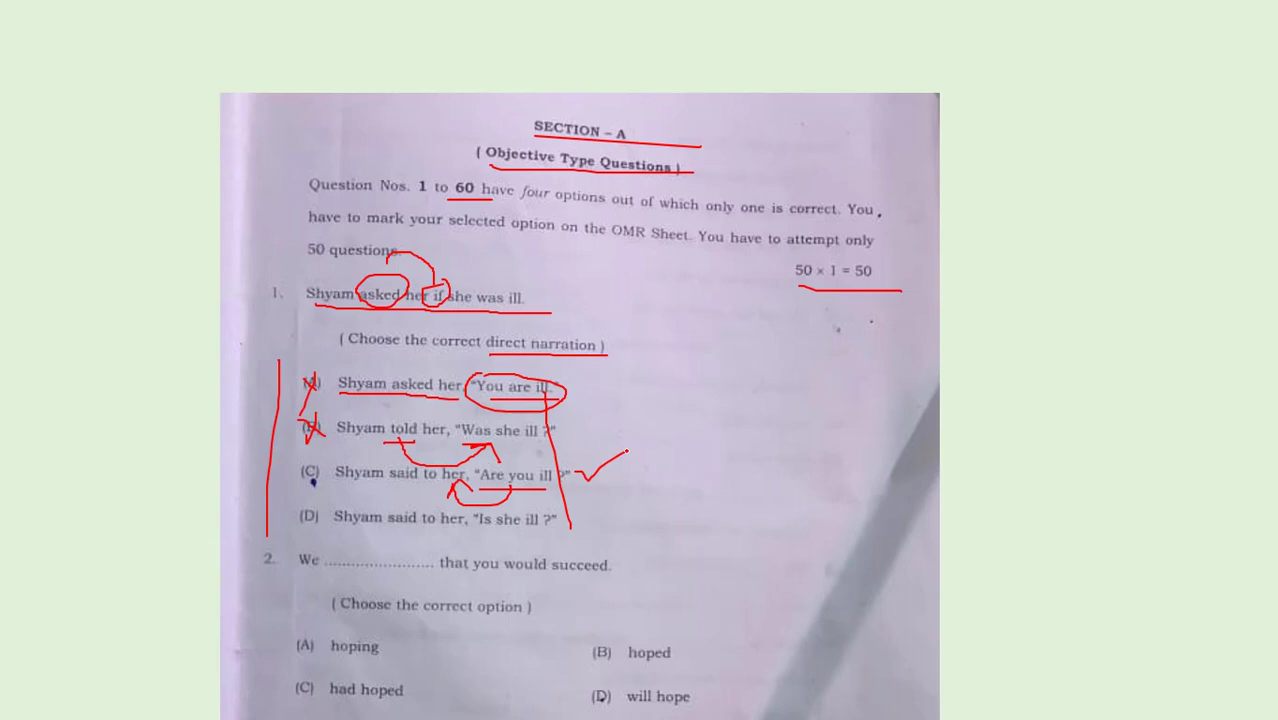 SECTION – A
( Objective Type Questions )
Question Nos. 1 to 60 have four options out of which only one is correct. You
have to mark your selected option on the OMR Sheet. You have to attempt only
50 questions.
50 × 1 = 50
1. Shyam asked her if she was ill.
( Choose the correct direct narration )
(A) Shyam asked her, "You are ill."
(B) Shyam told her, "Was she ill ?"
(C) Shyam said to her, "Are you ill ?"
(D) Shyam said to her, "Is she ill ?"
2. We ........................ that you would succeed.
( Choose the correct option )
(A) hoping (B) hoped
(C) had hoped (D) will hope